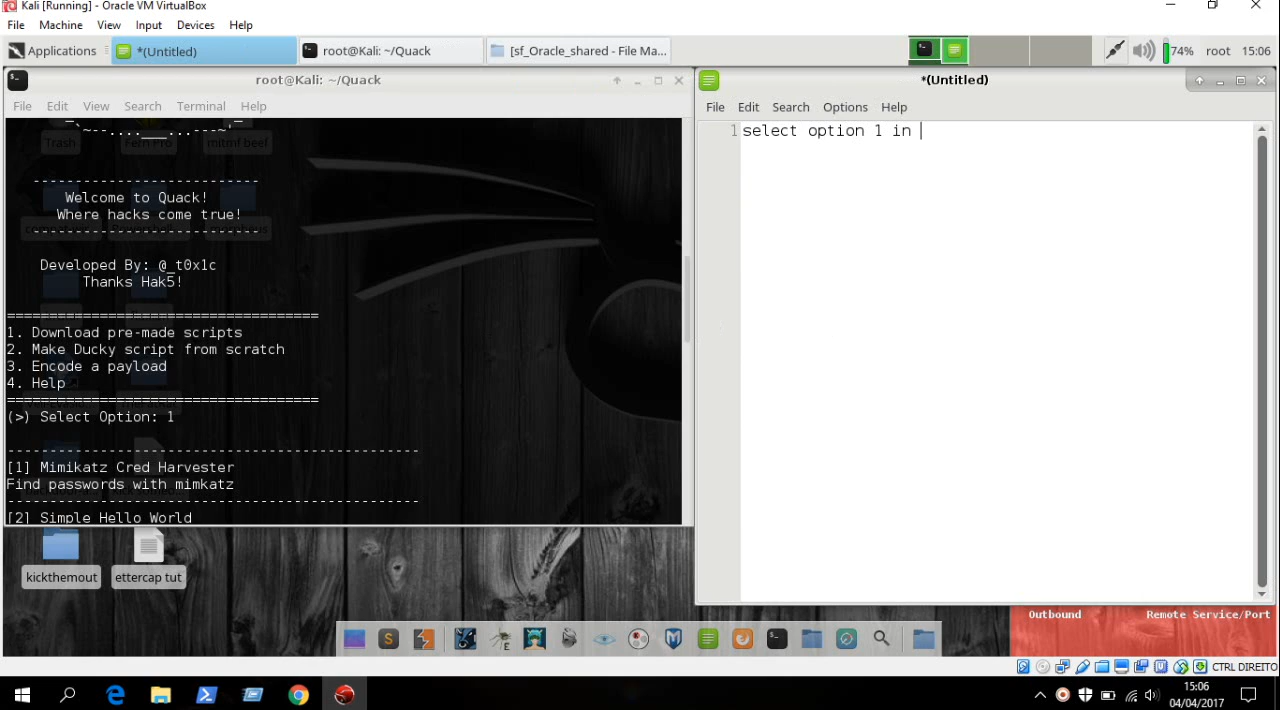 Kali [Running] - Oracle VM VirtualBox
File Machine View Input Devices Help
Applications *(Untitled) root@Kali: ~/Quack [sf_Oracle_shared - File Ma... 74% root 15:06
root@Kali: ~/Quack
File Edit View Search Terminal Help
Trash Fern Pro mitmf beef
---------------------------
Welcome to Quack!
Where hacks come true!
---------------------------
Developed By: @_t0x1c
Thanks Hak5!
=====================================
1. Download pre-made scripts
2. Make Ducky script from scratch
3. Encode a payload
4. Help
=====================================
(>) Select Option: 1
-------------------------------------------------
[1] Mimikatz Cred Harvester
Find passwords with mimkatz
-------------------------------------------------
[2] Simple Hello World
*(Untitled)
File Edit Search Options Help
1 select option 1 in
kickthemout ettercap tut
Outbound Remote Service/Port
CTRL DIREITO
15:06
04/04/2017